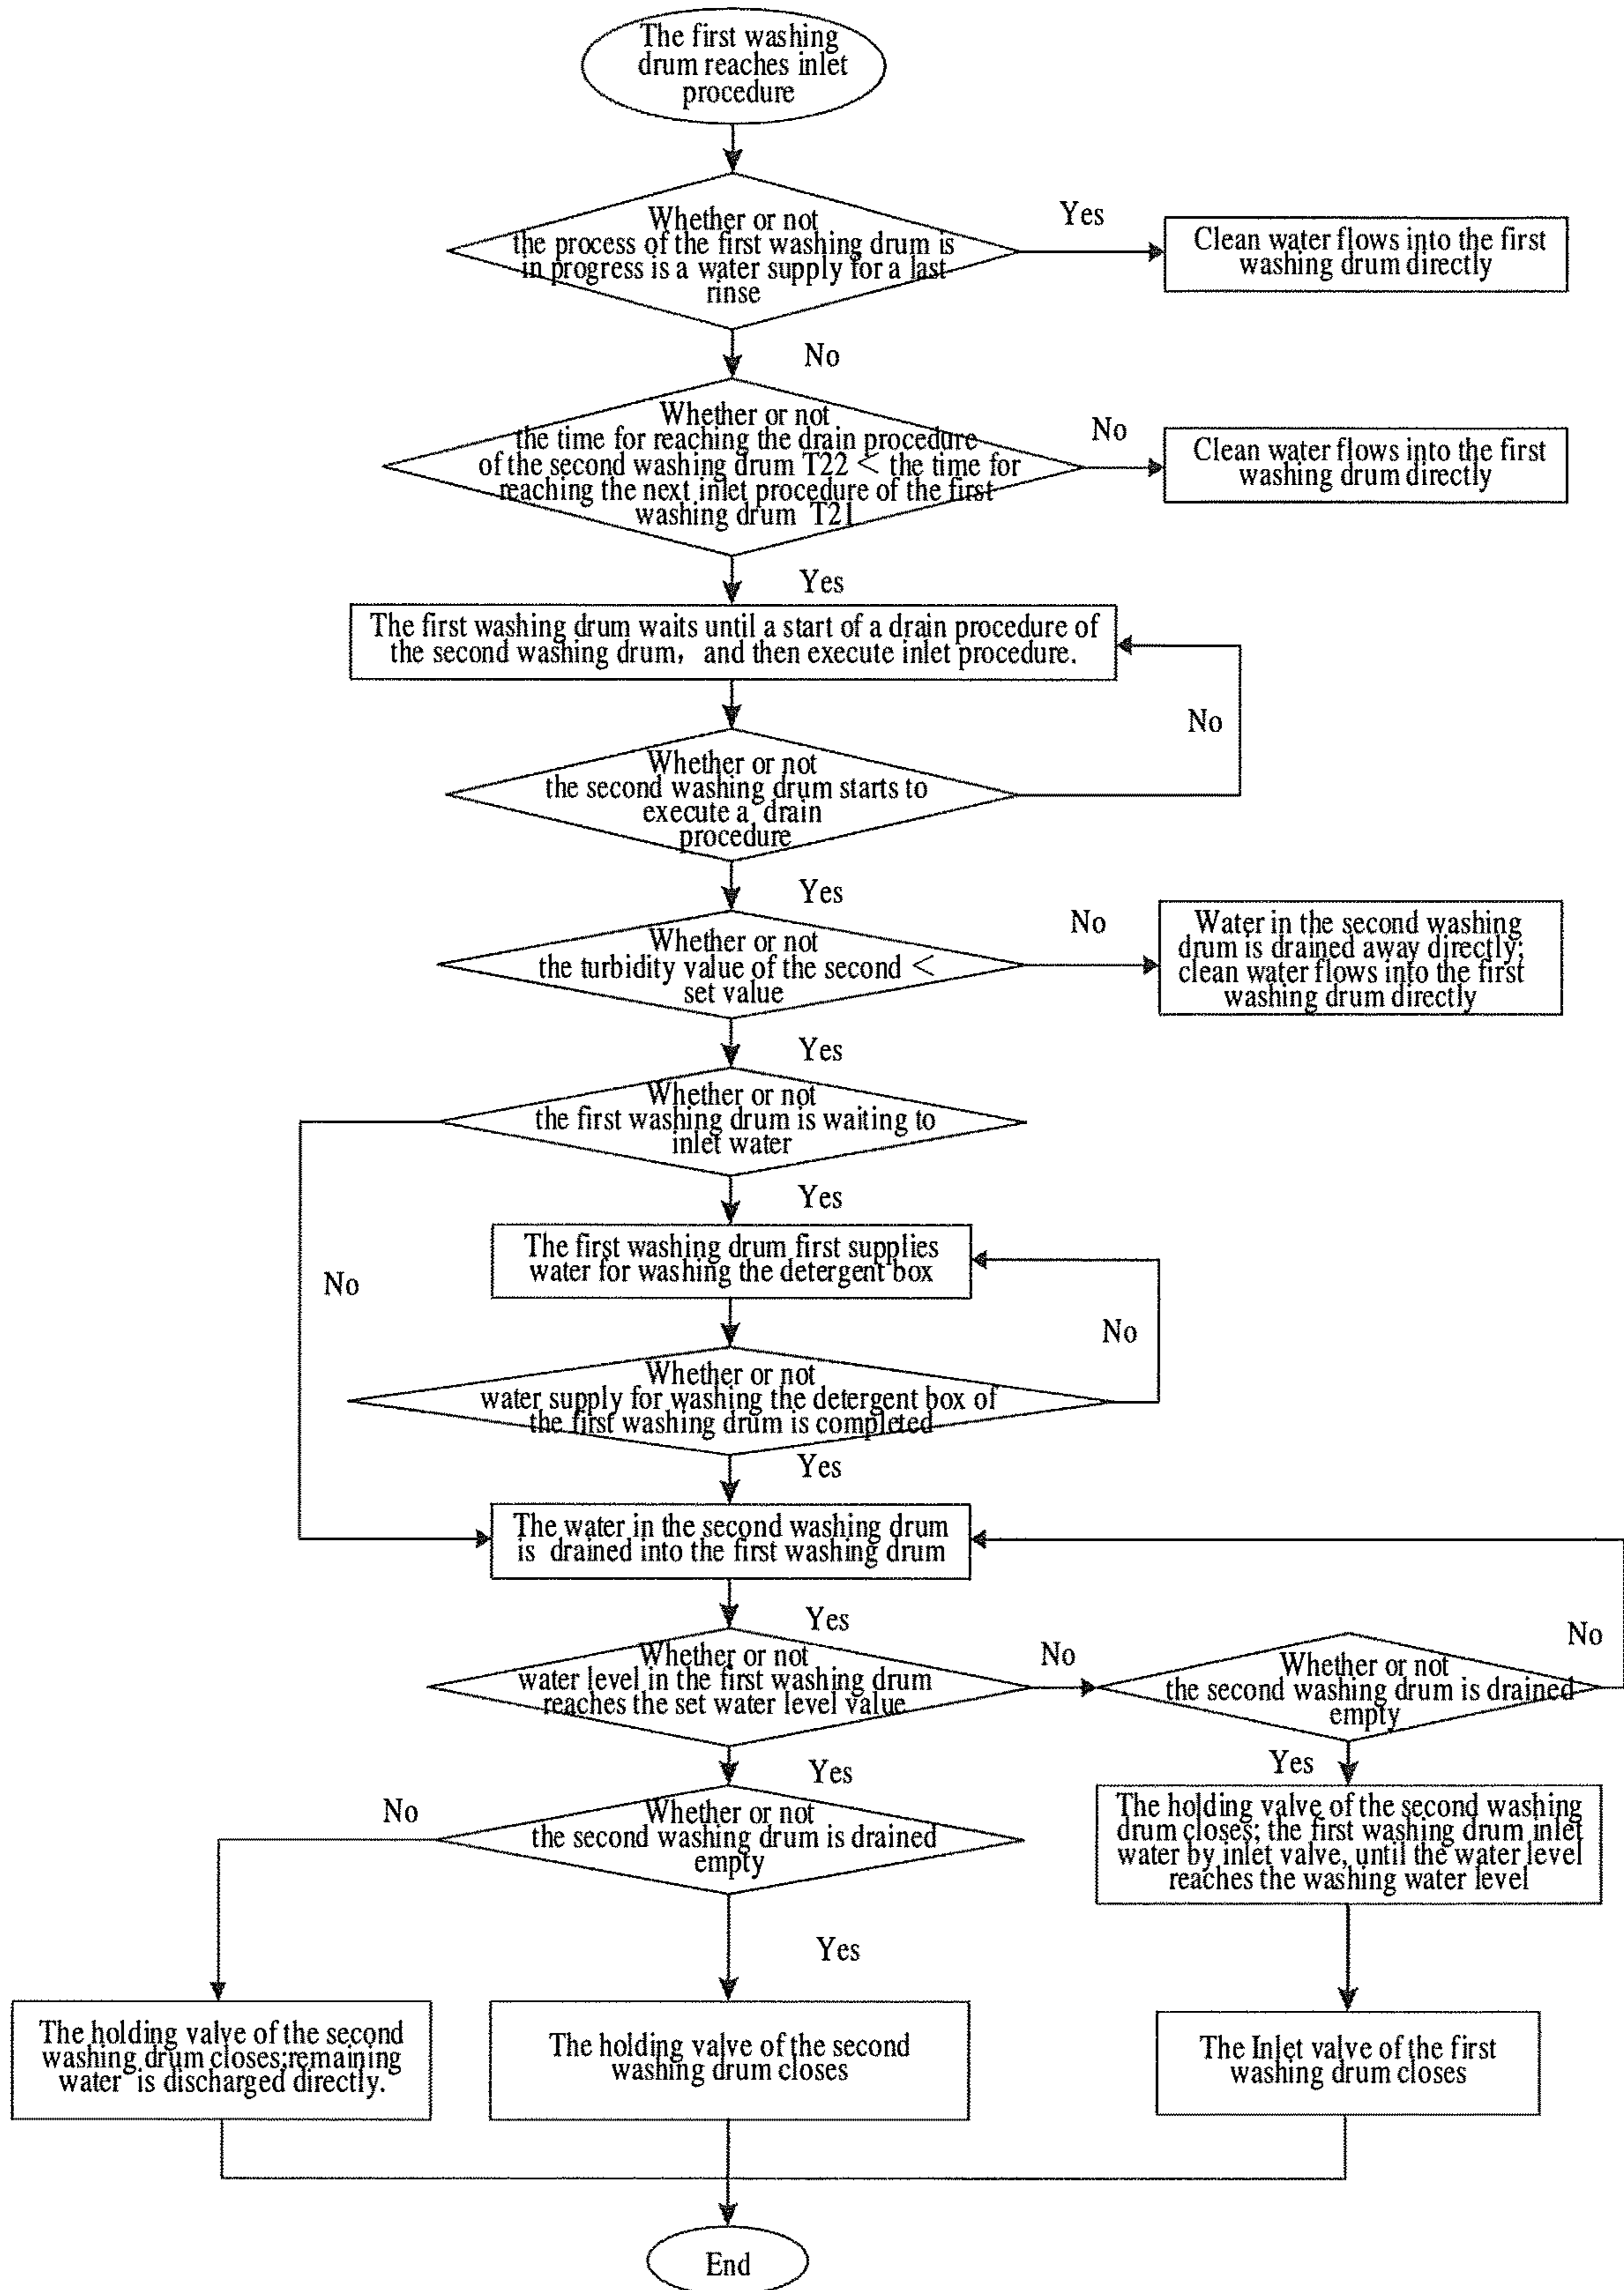 The first washing
drum reaches inlet
procedure
Whether or not
the process of the first washing drum is
in progress is a water supply for a last
rinse
Yes
Clean water flows into the first
washing drum directly
No
Whether or not
the time for reaching the drain procedure
of the second washing drum T22 < the time for
reaching the next inlet procedure of the first
washing drum T21
No
Clean water flows into the first
washing drum directly
Yes
The first washing drum waits until a start of a drain procedure of
the second washing drum, and then execute inlet procedure.
No
Whether or not
the second washing drum starts to
execute a drain
procedure
Yes
Whether or not
the turbidity value of the second <
set value
No
Water in the second washing
drum is drained away directly;
clean water flows into the first
washing drum directly
Yes
Whether or not
the first washing drum is waiting to
inlet water
Yes
No
The first washing drum first supplies
water for washing the detergent box
No
Whether or not
water supply for washing the detergent box of
the first washing drum is completed
Yes
The water in the second washing drum
is drained into the first washing drum
Yes
Whether or not
water level in the first washing drum
reaches the set water level value
No
Whether or not
the second washing drum is drained
empty
No
Yes
Yes
Whether or not
the second washing drum is drained
empty
No
The holding valve of the second washing
drum closes; the first washing drum inlet
water by inlet valve, until the water level
reaches the washing water level
Yes
The holding valve of the second
washing drum closes;remaining
water is discharged directly.
The holding valve of the second
washing drum closes
The Inlet valve of the first
washing drum closes
End